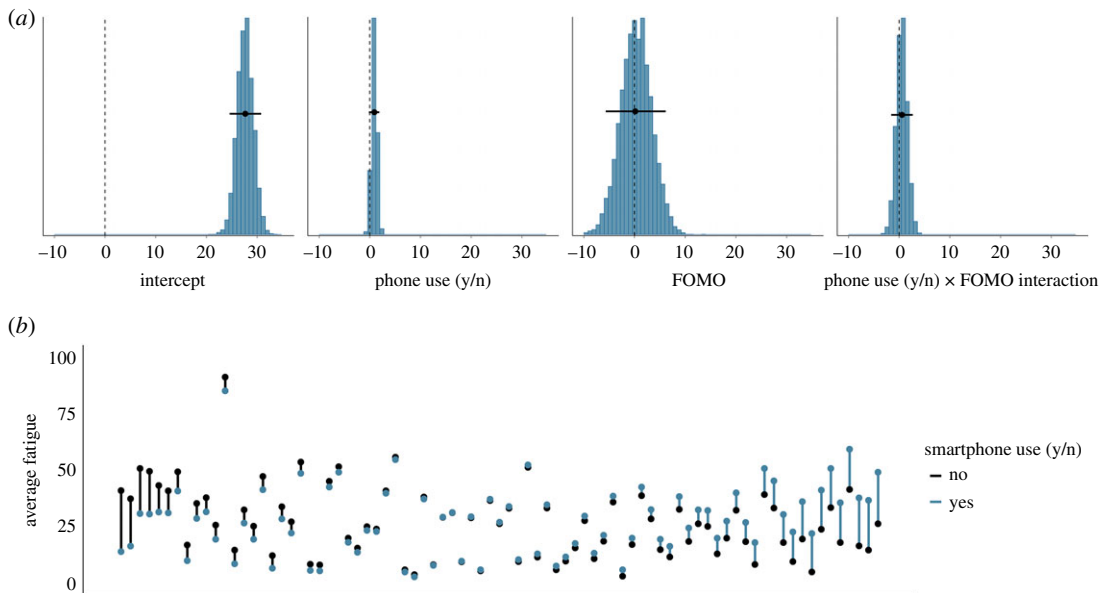 (a)
−10 0 10 20 30 −10 0 10 20 30 −10 0 10 20 30 −10 0 10 20 30
intercept phone use (y/n) FOMO phone use (y/n) × FOMO interaction
(b)
100
75
50
25
0
average fatigue
smartphone use (y/n)
no
yes